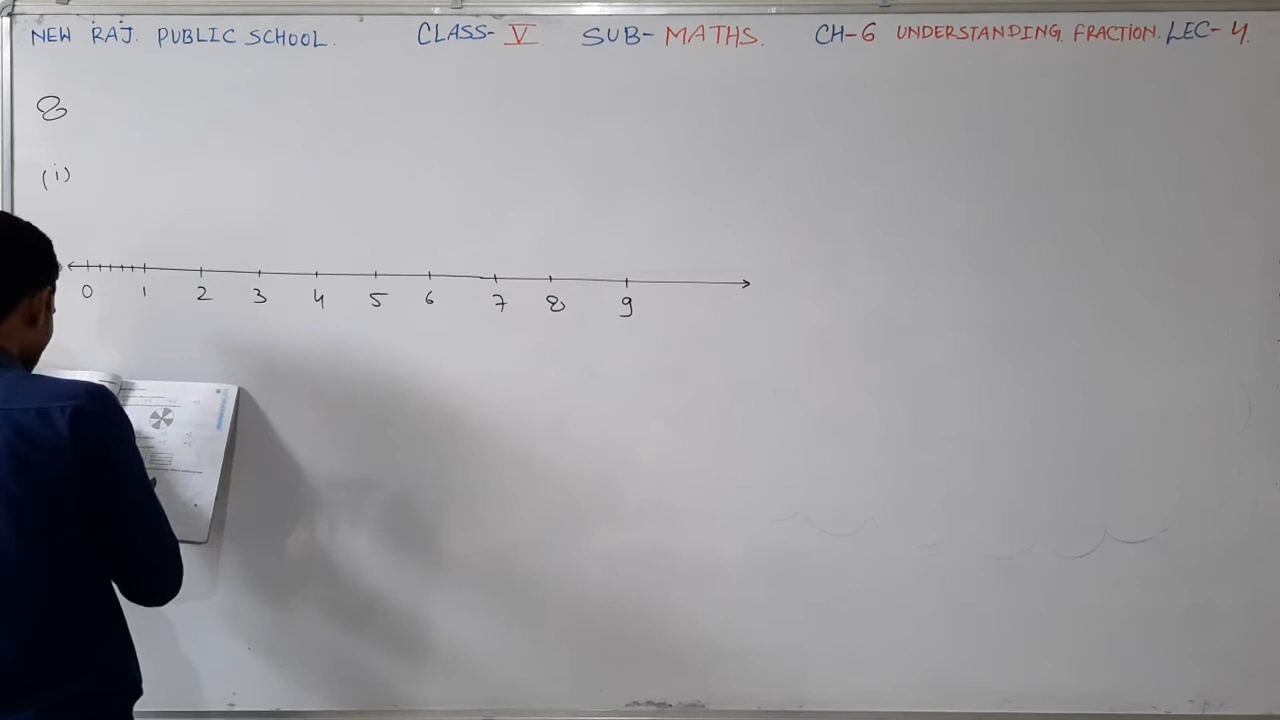 NEW RAJ. PUBLIC SCHOOL. CLASS- V SUB- MATHS. CH-6 UNDERSTANDING. FRACTION. LEC- 4.
8
(i)
0 1 2 3 4 5 6 7 8 9